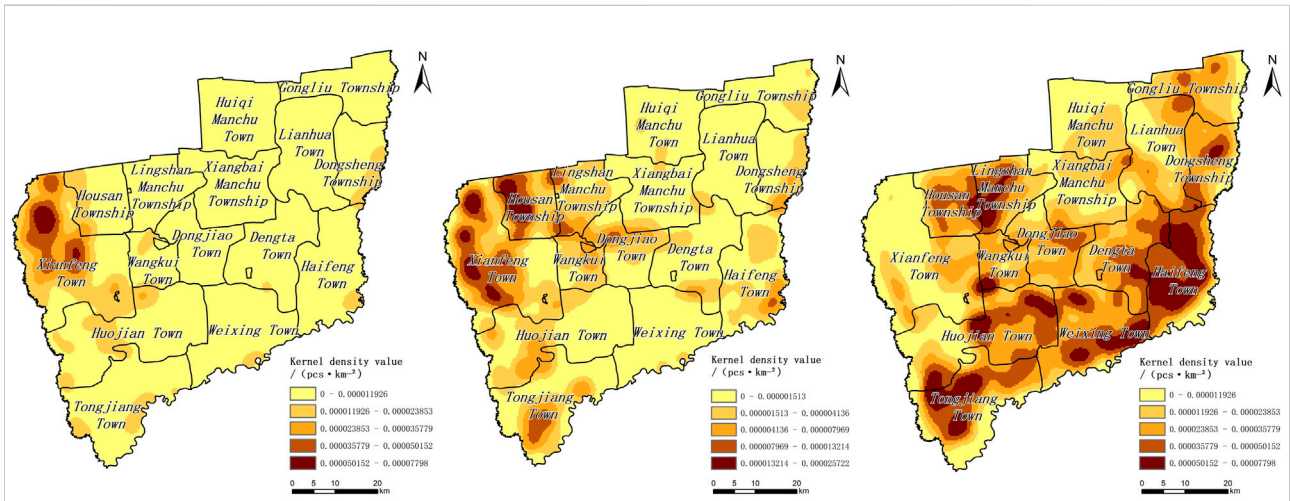 N
Gongliu Township
Huiqi
Manchu
Town
Lianhua
Town
Dongsheng
Township
Lingshan
Manchu
Township
Xiangbai
Manchu
Township
Housan
Township
Dongjiao
Town
Dengta
Town
Wangkui
Town
Haifeng
Town
Xianfeng
Town
Huojian Town
Weixing Town
Tongjiang
Town
Kernel density value
/ (pcs·km⁻²)
0 - 0.000011926
0.000011926 - 0.000023853
0.000023853 - 0.000035779
0.000035779 - 0.000050152
0.000050152 - 0.00007798
0 5 10 20
km
N
Gongliu Township
Huiqi
Manchu
Town
Lianhua
Town
Dongsheng
Township
Lingshan
Manchu
Township
Xiangbai
Manchu
Township
Housan
Township
Dongjiao
Town
Dengta
Town
Wangkui
Town
Haifeng
Town
Xianfeng
Town
Huojian Town
Weixing Town
Tongjiang
Town
Kernel density value
/ (pcs·km⁻²)
0 - 0.000001513
0.000001513 - 0.000004136
0.000004136 - 0.000007969
0.000007969 - 0.000013214
0.000013214 - 0.000025722
0 5 10 20
km
N
Gongliu Township
Huiqi
Manchu
Town
Lianhua
Town
Dongsheng
Township
Lingshan
Manchu
Township
Xiangbai
Manchu
Township
Housan
Township
Dongjiao
Town
Dengta
Town
Wangkui
Town
Haifeng
Town
Xianfeng
Town
Huojian Town
Weixing Town
Tongjiang
Town
Kernel density value
/ (pcs·km⁻²)
0 - 0.000011926
0.000011926 - 0.000023853
0.000023853 - 0.000035779
0.000035779 - 0.000050152
0.000050152 - 0.00007798
0 5 10 20
km